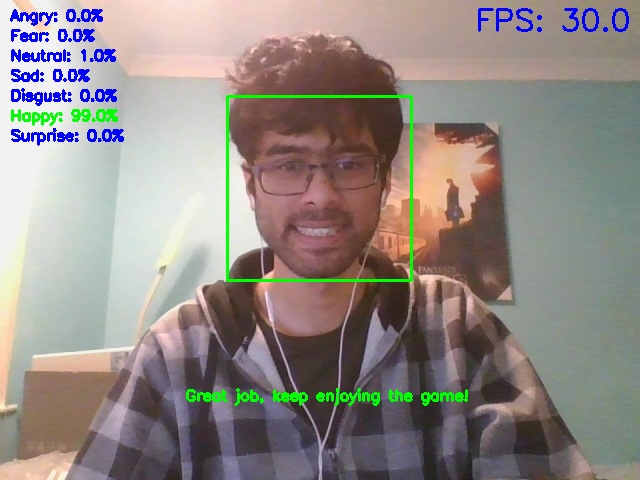 Angry: 0.0%
FPS: 30.0
Fear: 0.0%
Neutral: 1.0%
Sad: 0.0%
Disgust: 0.0%
Happy: 99.0%
Surprise: 0.0%
FANTASTIC
Great job, keep enjoying the game!